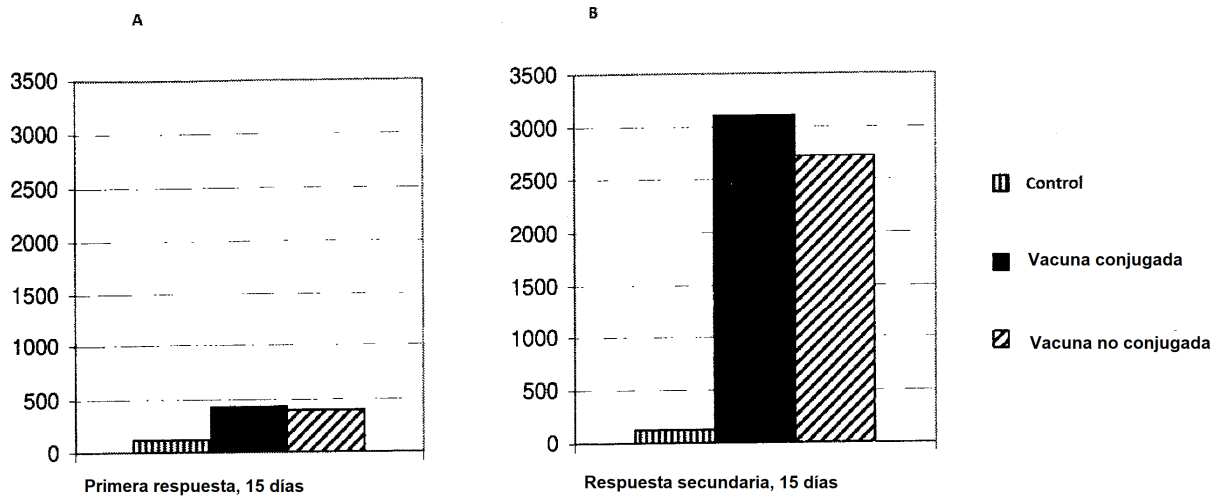 A
3500
3000
2500
2000
1500
1000
500
0
Primera respuesta, 15 días
B
3500
3000
2500
2000
1500
1000
500
0
Respuesta secundaria, 15 días
Control
Vacuna conjugada
Vacuna no conjugada